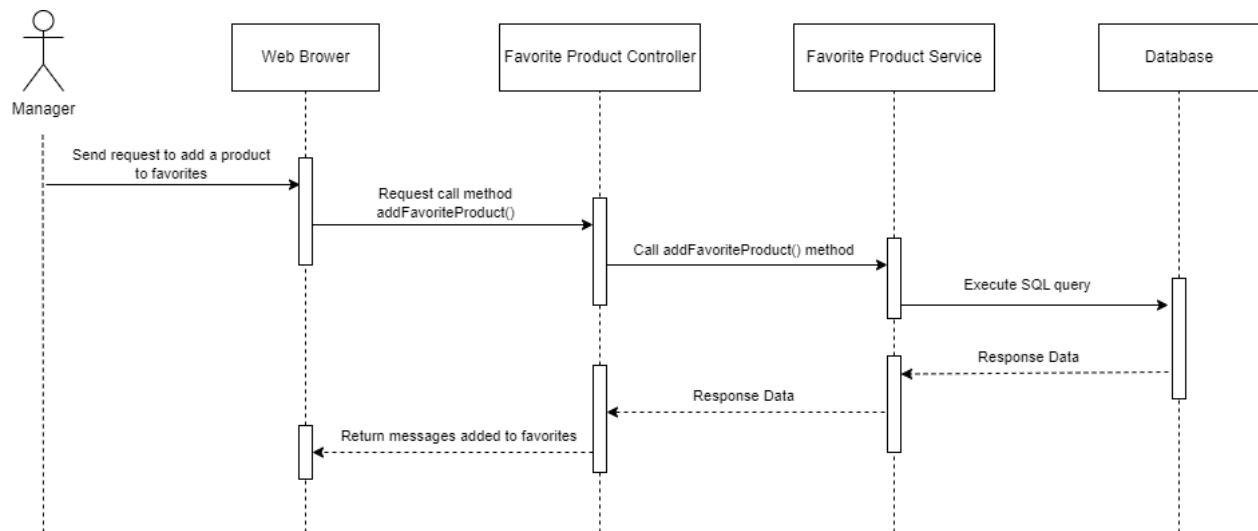 Manager
Web Brower
Favorite Product Controller
Favorite Product Service
Database
Send request to add a product
to favorites
Request call method
addFavoriteProduct()
Call addFavoriteProduct() method
Execute SQL query
Response Data
Response Data
Return messages added to favorites